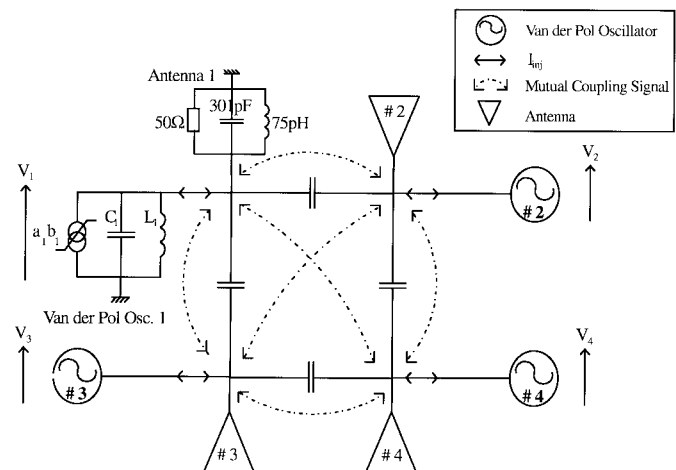 Van der Pol Oscillator
I_inj
Mutual Coupling Signal
Antenna
Antenna 1
301pF
50Ω
75pH
#2
V_2
#2
V_1
a_1 b_1
C_1
L_1
Van der Pol Osc. 1
V_3
V_4
#3
#4
#3
#4